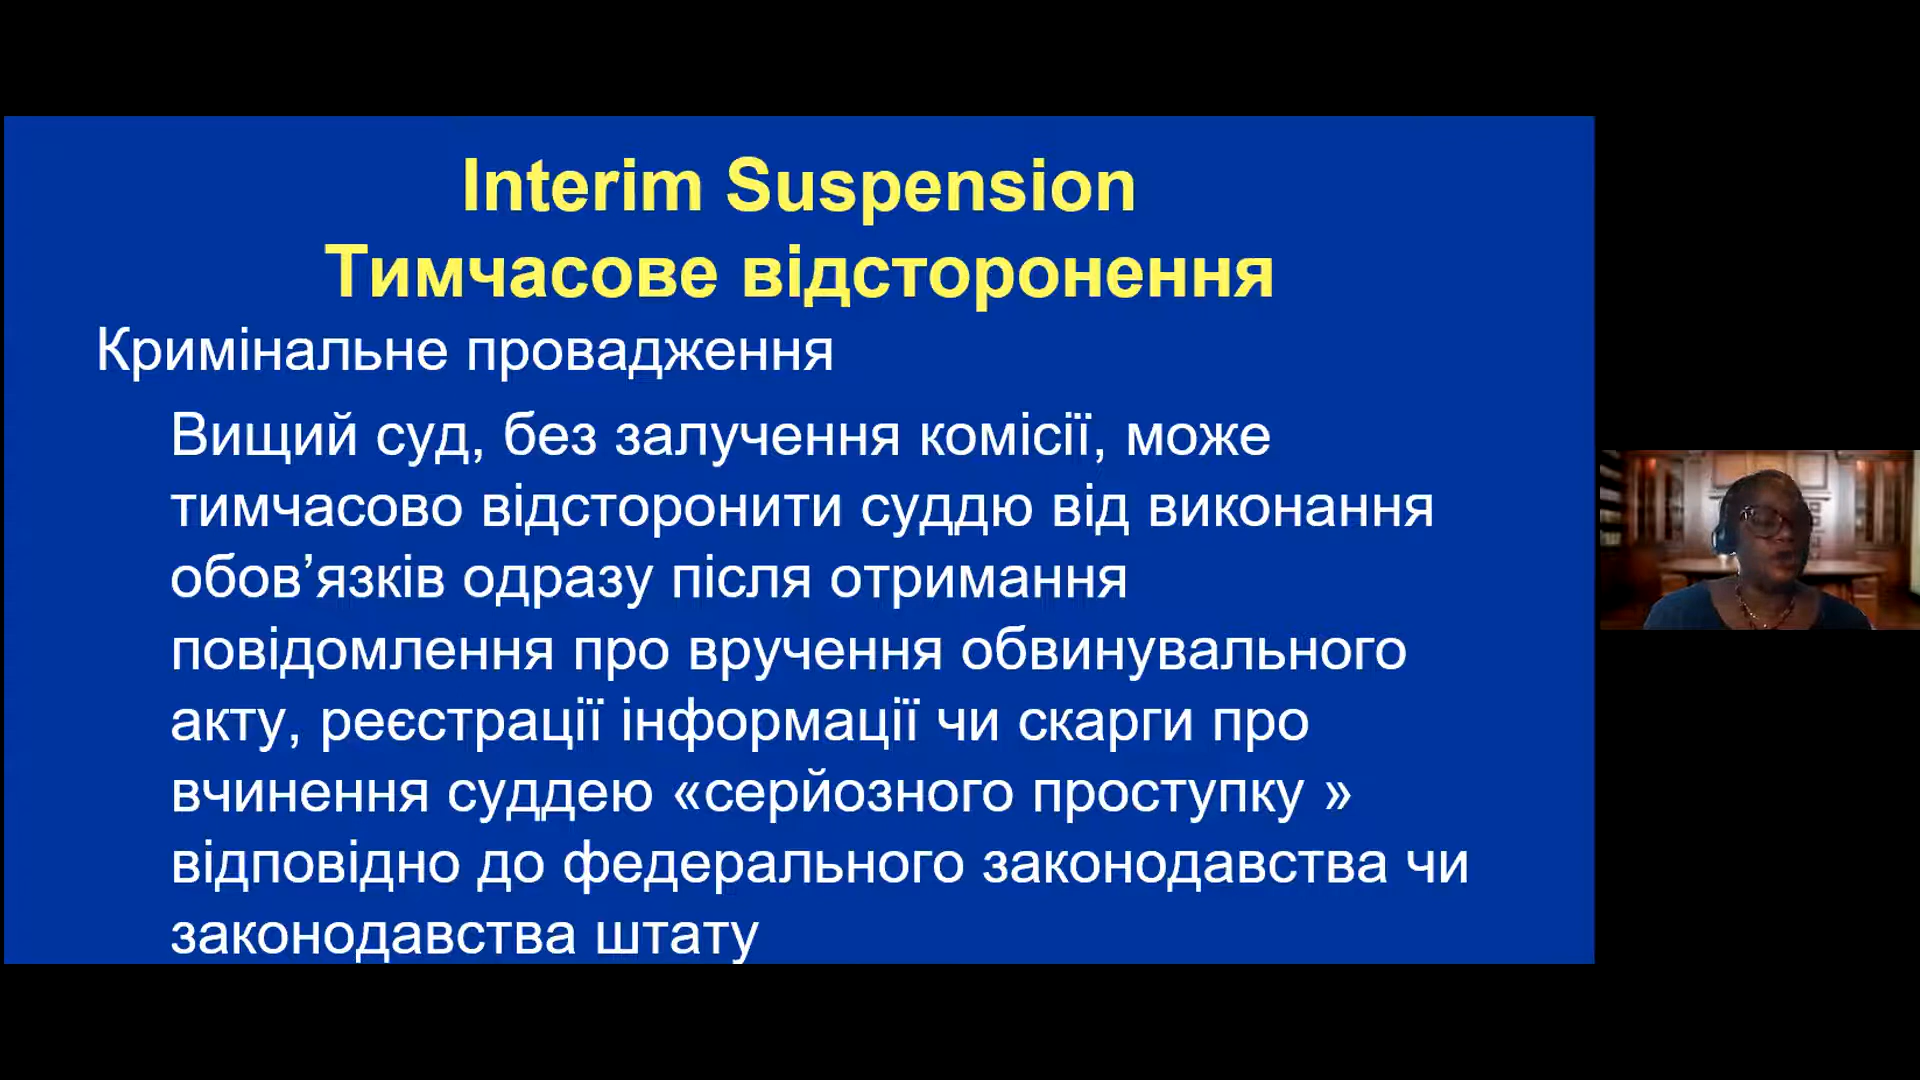 Interim Suspension
Тимчасове відсторонення
Кримінальне провадження
Вищий суд, без залучення комісії, може
тимчасово відсторонити суддю від виконання
обов’язків одразу після отримання
повідомлення про вручення обвинувального
акту, реєстрації інформації чи скарги про
вчинення суддею «серйозного проступку »
відповідно до федерального законодавства чи
законодавства штату